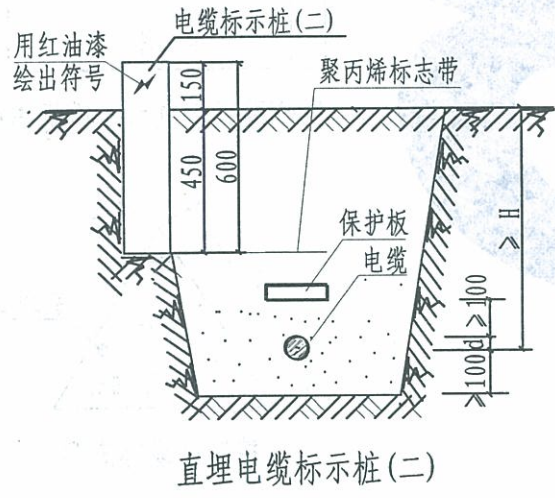 电缆标示桩(二)
用红油漆
绘出符号
聚丙烯标志带
150
450
600
保护板
电缆
H≥
≥100
d
≥100
直埋电缆标示桩(二)